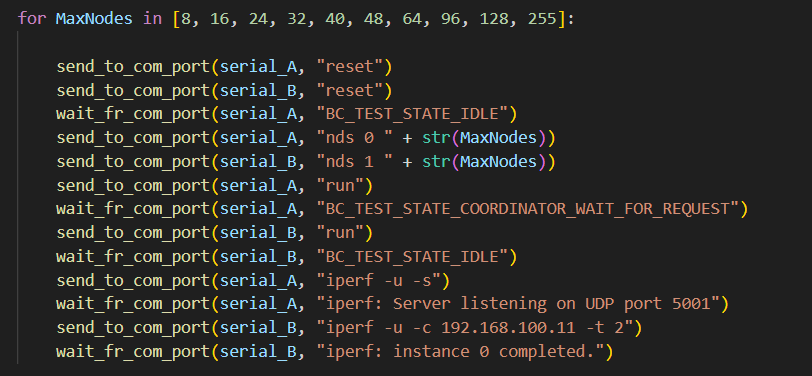 for MaxNodes in [8, 16, 24, 32, 40, 48, 64, 96, 128, 255]:
send_to_com_port(serial_A, "reset")
send_to_com_port(serial_B, "reset")
wait_fr_com_port(serial_A, "BC_TEST_STATE_IDLE")
send_to_com_port(serial_A, "nds 0 " + str(MaxNodes))
send_to_com_port(serial_B, "nds 1 " + str(MaxNodes))
send_to_com_port(serial_A, "run")
wait_fr_com_port(serial_A, "BC_TEST_STATE_COORDINATOR_WAIT_FOR_REQUEST")
send_to_com_port(serial_B, "run")
wait_fr_com_port(serial_B, "BC_TEST_STATE_IDLE")
send_to_com_port(serial_A, "iperf -u -s")
wait_fr_com_port(serial_A, "iperf: Server listening on UDP port 5001")
send_to_com_port(serial_B, "iperf -u -c 192.168.100.11 -t 2")
wait_fr_com_port(serial_B, "iperf: instance 0 completed.")